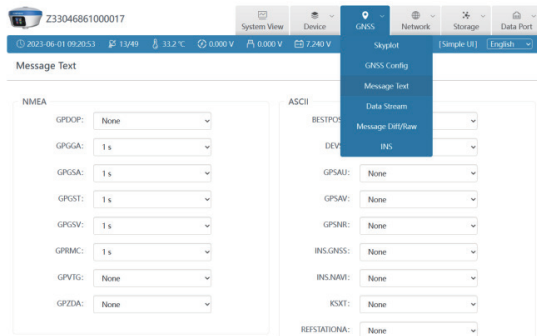 Z33046861000017
System View
Device
GNSS
Network
Storage
Data Port
2023-06-01 09:20:53
13/49
33.2 ℃
0.000 V
0.000 V
7.240 V
[Simple UI]
English
Skyplot
GNSS Config
Message Text
Data Stream
Message Diff/Raw
INS
Message Text
NMEA
GPDOP: None
GPGGA: 1 s
GPGSA: 1 s
GPGST: 1 s
GPGSV: 1 s
GPRMC: 1 s
GPVTG: None
GPZDA: None
ASCII
BESTPOS
DEVS
GPSAU: None
GPSAV: None
GPSNR: None
INS.GNSS: None
INS.NAVI: None
KSXT: None
REFSTATIONA: None